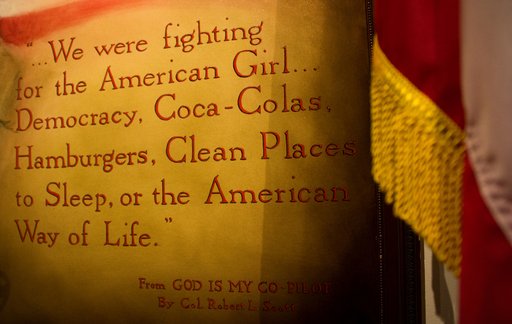 "...We were fighting
for the American Girl...
Democracy, Coca-Colas,
Hamburgers, Clean Places
to Sleep, or the American
Way of Life."
From GOD IS MY CO-PILOT
By Col. Robert L. Scott